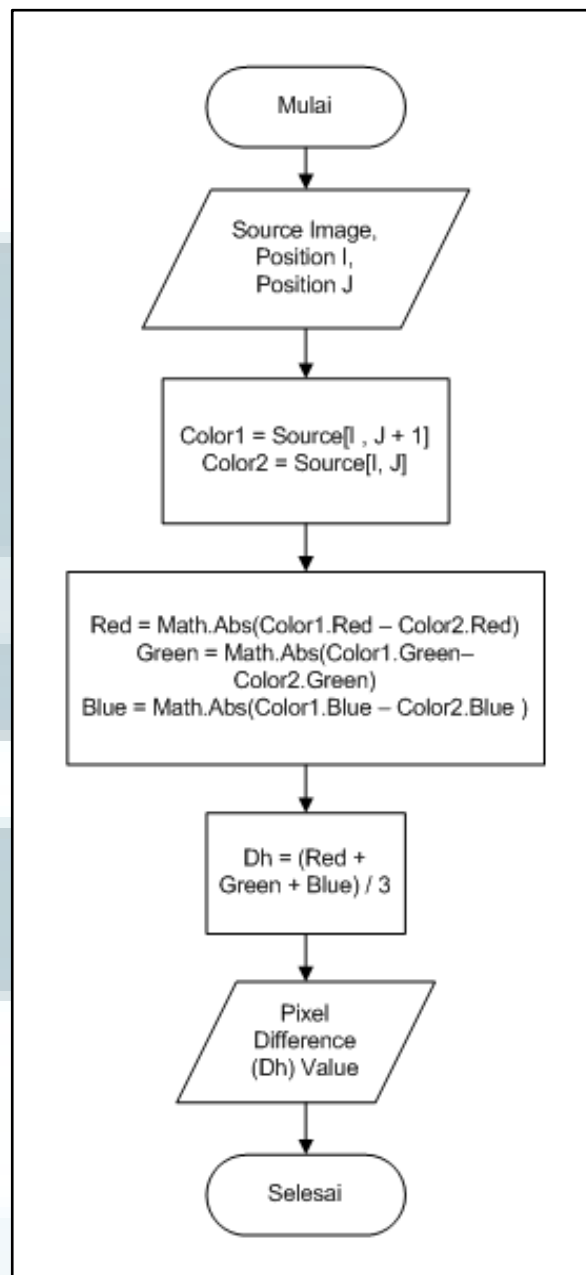 Mulai
Source Image,
Position I,
Position J
Color1 = Source[I , J + 1]
Color2 = Source[I, J]
Red = Math.Abs(Color1.Red – Color2.Red)
Green = Math.Abs(Color1.Green–
Color2.Green)
Blue = Math.Abs(Color1.Blue – Color2.Blue )
Dh = (Red +
Green + Blue) / 3
Pixel
Difference
(Dh) Value
Selesai